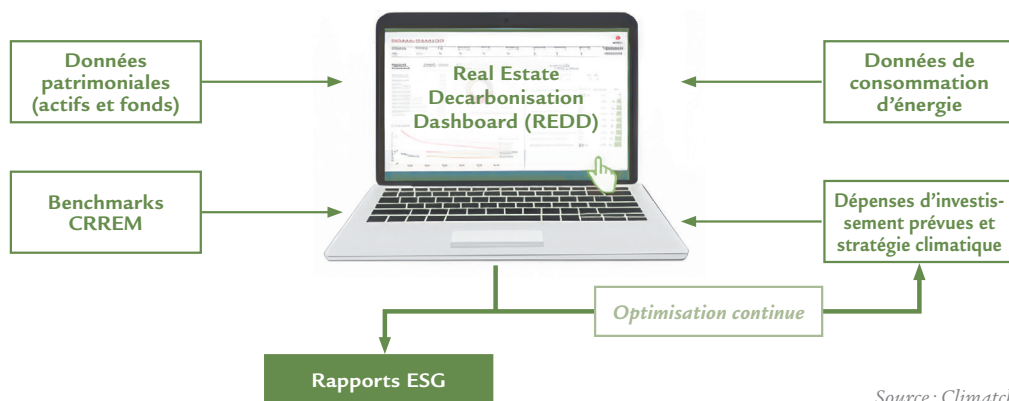 Données
patrimoniales
(actifs et fonds)
Real Estate
Decarbonisation
Dashboard (REDD)
Données de
consommation
d'énergie
Benchmarks
CRREM
Dépenses d'investis-
sement prévues et
stratégie climatique
Optimisation continue
Rapports ESG
Source : Climatch